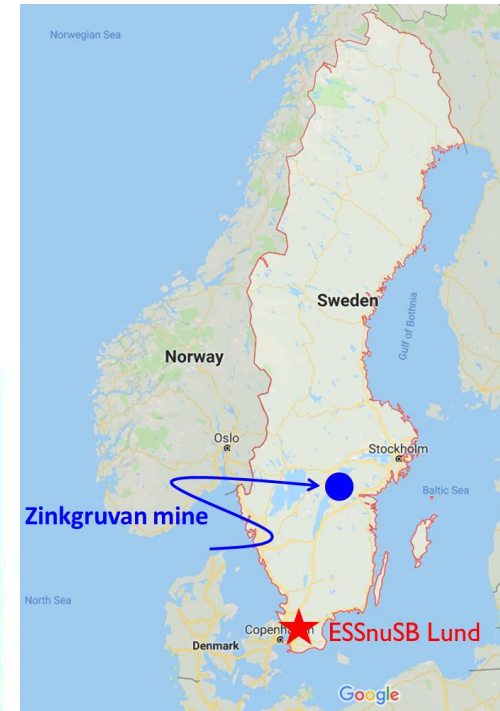 Norwegian Sea
Sweden
Gulf of Bothnia
Norway
Oslo
Stockholm
Baltic Sea
Zinkgruvan mine
North Sea
ESSnuSB Lund
Denmark
Google